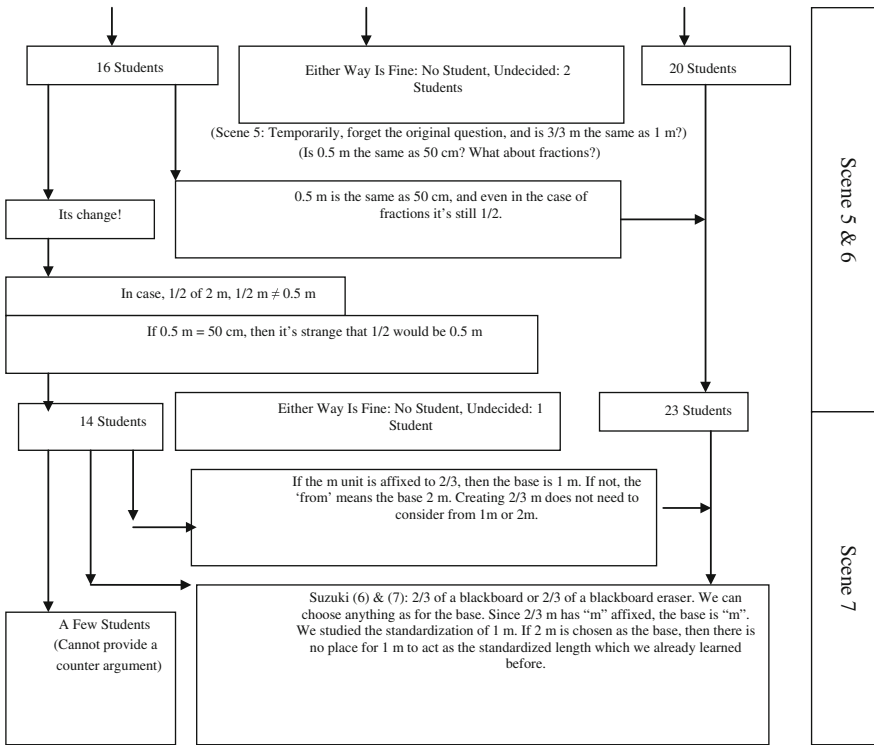 16 Students
Either Way Is Fine: No Student, Undecided: 2
Students
20 Students
(Scene 5: Temporarily, forget the original question, and is 3/3 m the same as 1 m?)
(Is 0.5 m the same as 50 cm? What about fractions?)
0.5 m is the same as 50 cm, and even in the case of
fractions it's still 1/2.
Its change!
In case, 1/2 of 2 m, 1/2 m ≠ 0.5 m
If 0.5 m = 50 cm, then it's strange that 1/2 would be 0.5 m
Scene 5 & 6
14 Students
Either Way Is Fine: No Student, Undecided: 1
Student
23 Students
If the m unit is affixed to 2/3, then the base is 1 m. If not, the
‘from’ means the base 2 m. Creating 2/3 m does not need to
consider from 1m or 2m.
A Few Students
(Cannot provide a
counter argument)
Suzuki (6) & (7): 2/3 of a blackboard or 2/3 of a blackboard eraser. We can
choose anything as for the base. Since 2/3 m has “m” affixed, the base is “m”.
We studied the standardization of 1 m. If 2 m is chosen as the base, then there is
no place for 1 m to act as the standardized length which we already learned
before.
Scene 7